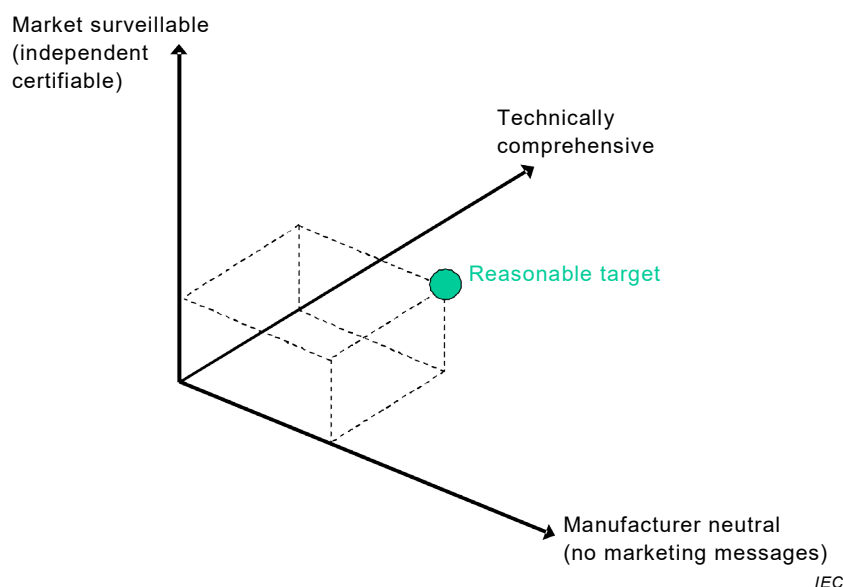 Market surveillable
(independent
certifiable)
Technically
comprehensive
Reasonable target
Manufacturer neutral
(no marketing messages)
IEC